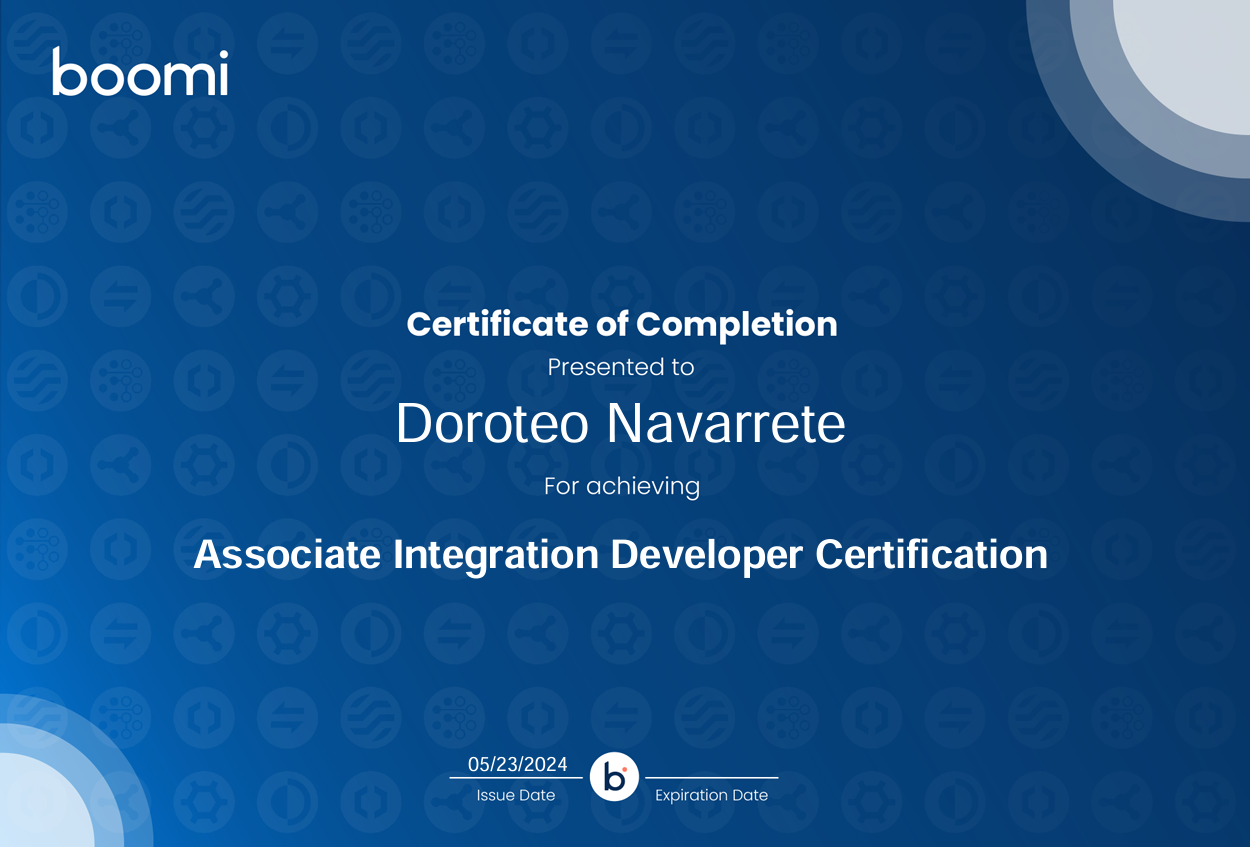 boomi
Certificate of Completion
Presented to
Doroteo Navarrete
For achieving
Associate Integration Developer Certification
05/23/2024
b
Issue Date
Expiration Date